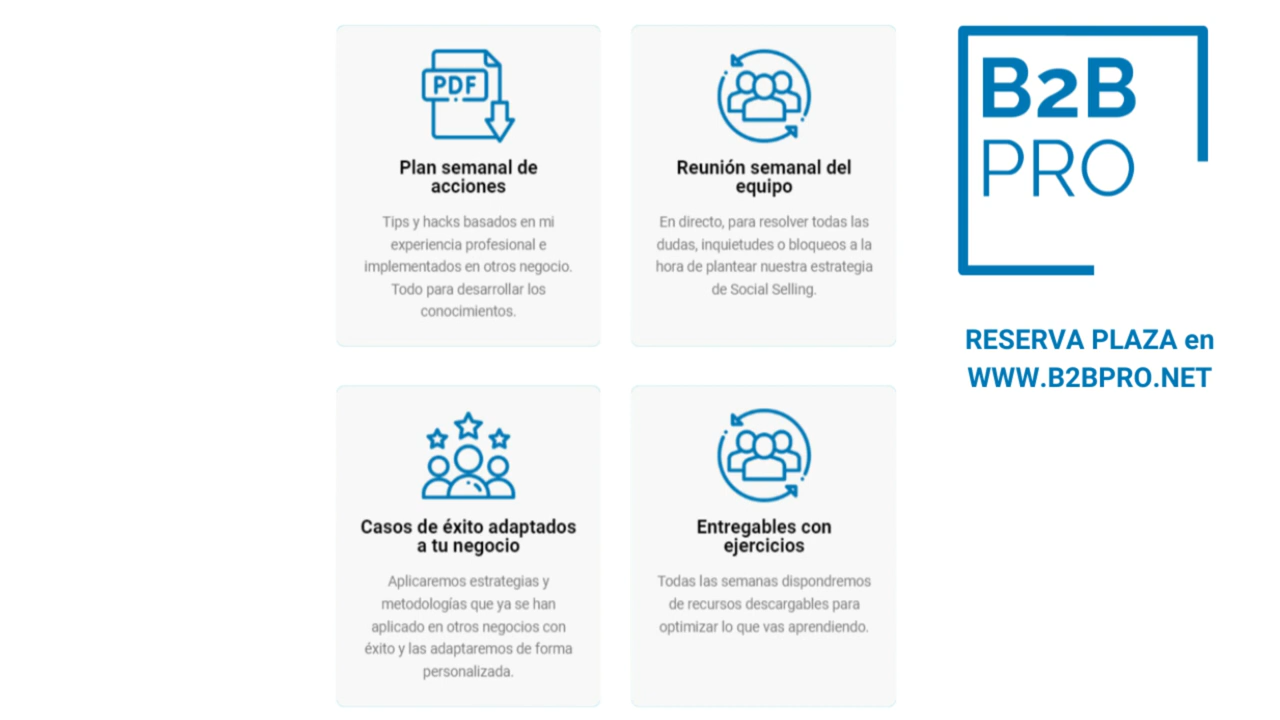 PDF
Plan semanal de
acciones
Tips y hacks basados en mi
experiencia profesional e
implementados en otros negocio.
Todo para desarrollar los
conocimientos.
Reunión semanal del
equipo
En directo, para resolver todas las
dudas, inquietudes o bloqueos a la
hora de plantear nuestra estrategia
de Social Selling.
Casos de éxito adaptados
a tu negocio
Aplicaremos estrategias y
metodologías que ya se han
aplicado en otros negocios con
éxito y las adaptaremos de forma
personalizada.
Entregables con
ejercicios
Todas las semanas dispondremos
de recursos descargables para
optimizar lo que vas aprendiendo.
B2B
PRO
RESERVA PLAZA en
WWW.B2BPRO.NET